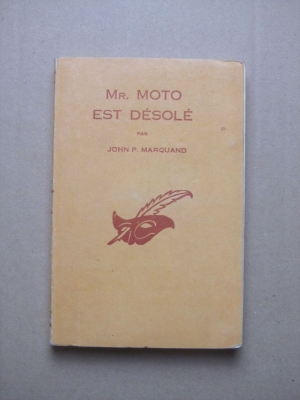 MR. MOTO
EST DÉSOLÉ
PAR
JOHN P. MARQUAND